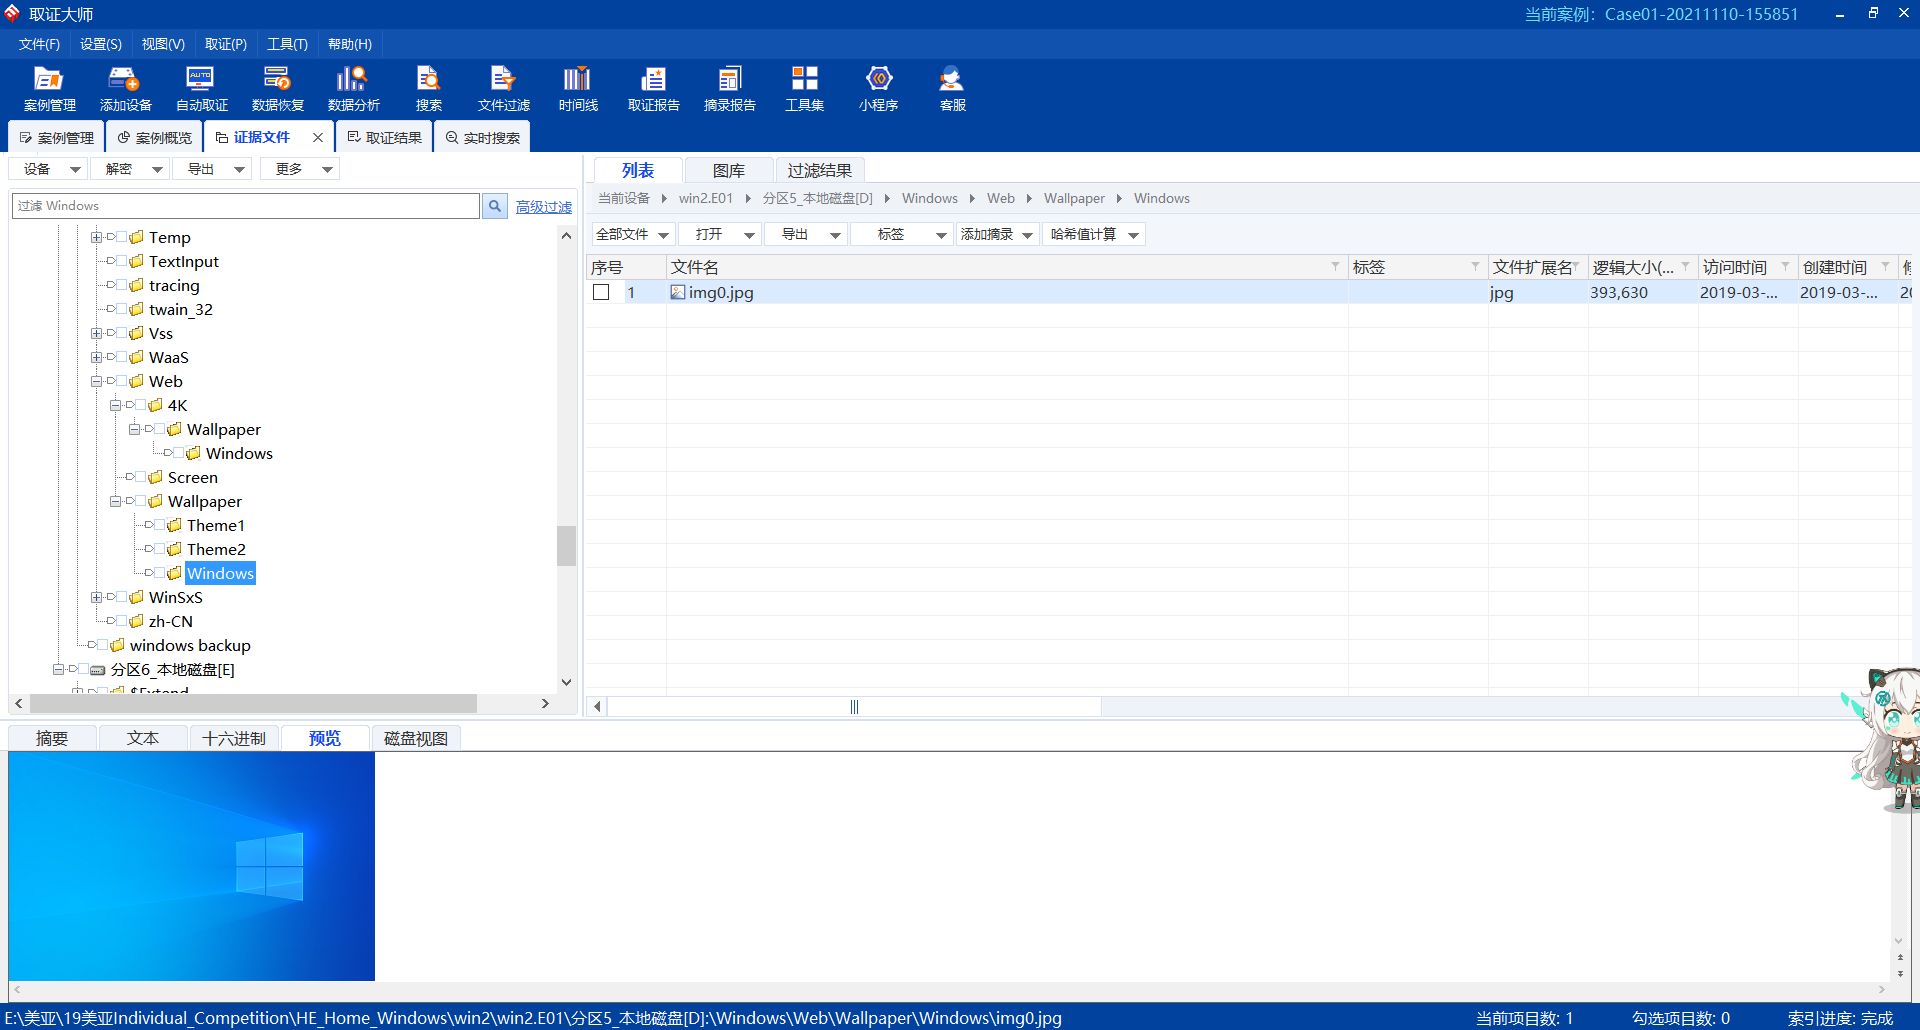 取证大师
当前案例：Case01-20211110-155851
文件(F) 设置(S) 视图(V) 取证(P) 工具(T) 帮助(H)
案例管理 添加设备 自动取证 数据恢复 数据分析 搜索 文件过滤 时间线 取证报告 摘录报告 工具集 小程序 客服
案例管理 案例概览 证据文件 取证结果 实时搜索
设备 解密 导出 更多
过滤 Windows 高级过滤
Temp
TextInput
tracing
twain_32
Vss
WaaS
Web
4K
Wallpaper
Windows
Screen
Wallpaper
Theme1
Theme2
Windows
WinSxS
zh-CN
windows backup
分区6_本地磁盘[E]
$Extend
列表 图库 过滤结果
当前设备 win2.E01 分区5_本地磁盘[D] Windows Web Wallpaper Windows
全部文件 打开 导出 标签 添加摘录 哈希值计算
序号 文件名 标签 文件扩展名 逻辑大小(... 访问时间 创建时间
1 img0.jpg jpg 393,630 2019-03-... 2019-03-... 20
摘要 文本 十六进制 预览 磁盘视图
E:\美亚\19美亚Individual_Competition\HE_Home_Windows\win2\win2.E01\分区5_本地磁盘[D]:\Windows\Web\Wallpaper\Windows\img0.jpg
当前项目数: 1 勾选项目数: 0 索引进度: 完成